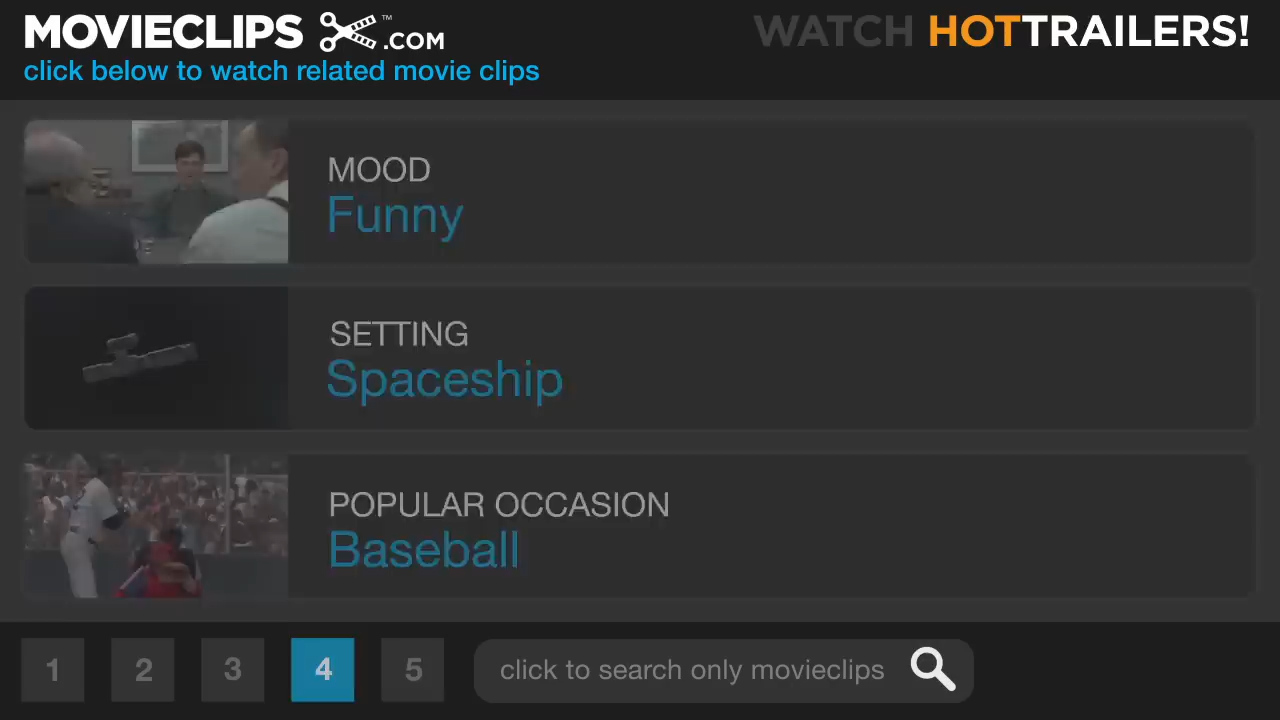 MOVIECLIPS ™ .COM
WATCH HOTTRAILERS!
click below to watch related movie clips
MOOD
Funny
SETTING
Spaceship
POPULAR OCCASION
Baseball
1 2 3 4 5
click to search only movieclips